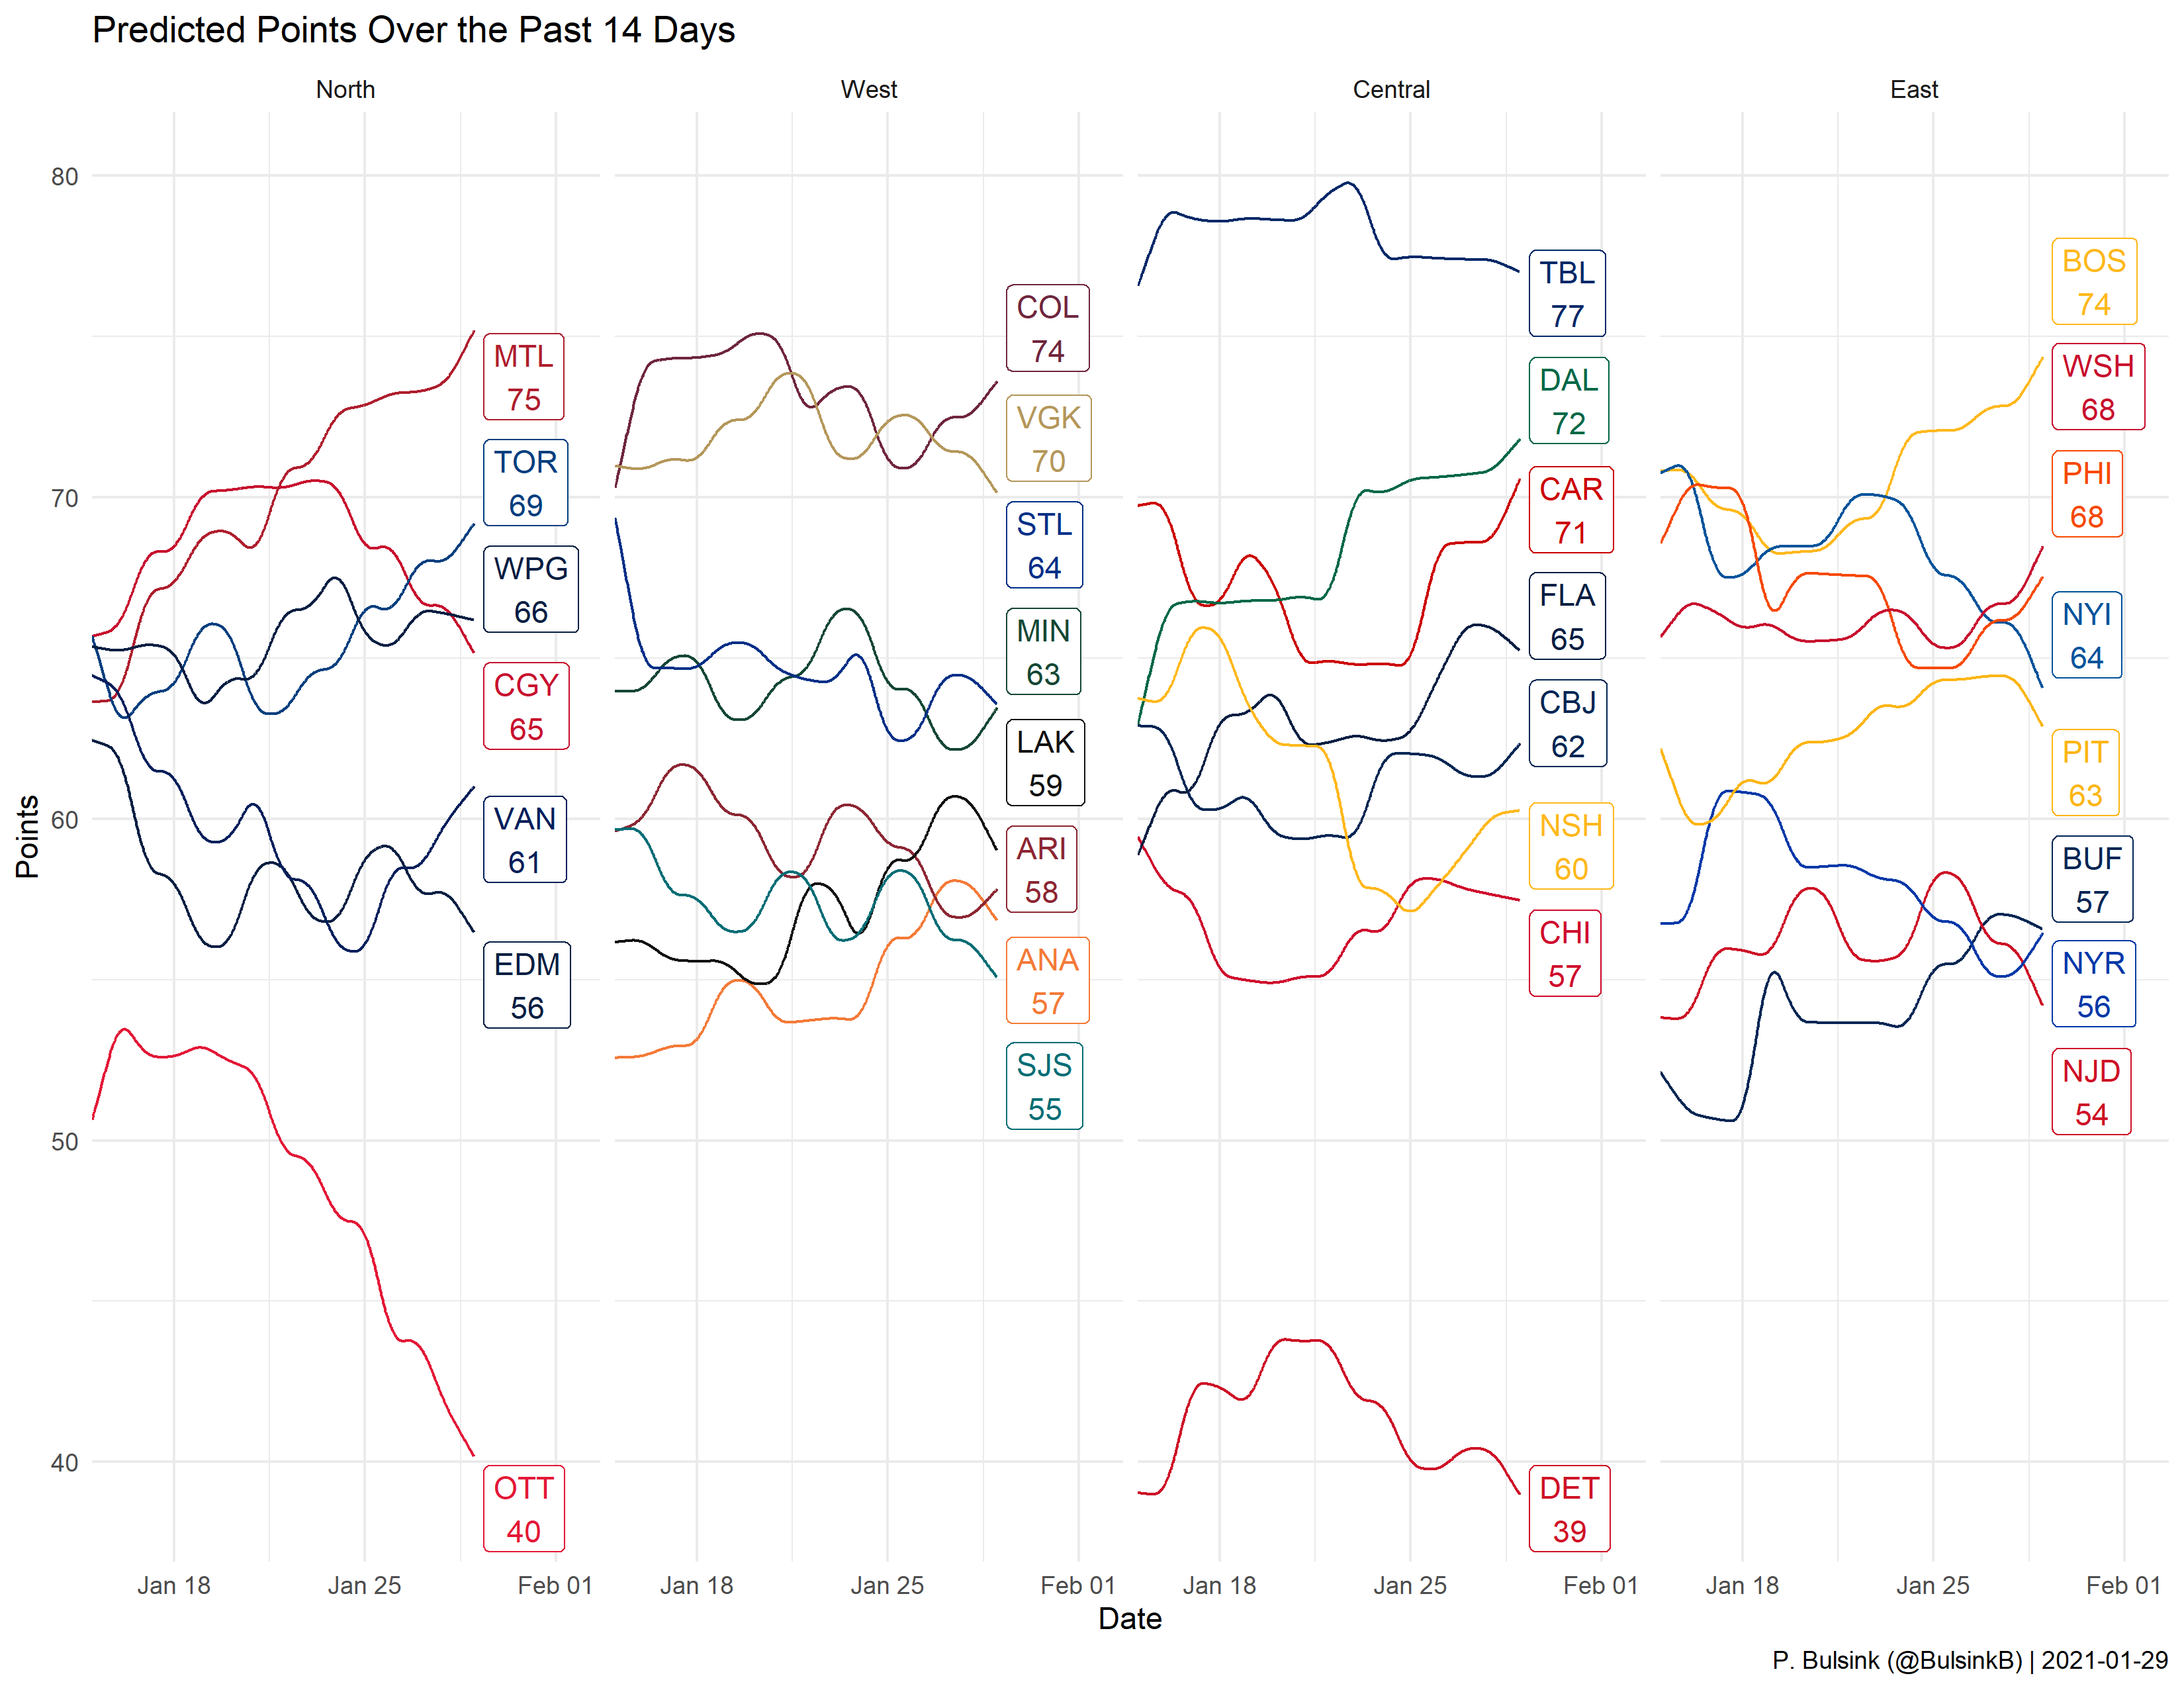 Predicted Points Over the Past 14 Days
North
West
Central
East
80
70
60
50
40
Points
MTL
75
TOR
69
WPG
66
CGY
65
VAN
61
EDM
56
OTT
40
COL
74
VGK
70
STL
64
MIN
63
LAK
59
ARI
58
ANA
57
SJS
55
TBL
77
DAL
72
CAR
71
FLA
65
CBJ
62
NSH
60
CHI
57
DET
39
BOS
74
WSH
68
PHI
68
NYI
64
PIT
63
BUF
57
NYR
56
NJD
54
Jan 18 Jan 25 Feb 01
Jan 18 Jan 25 Feb 01
Jan 18 Jan 25 Feb 01
Jan 18 Jan 25 Feb 01
Date
P. Bulsink (@BulsinkB) | 2021-01-29